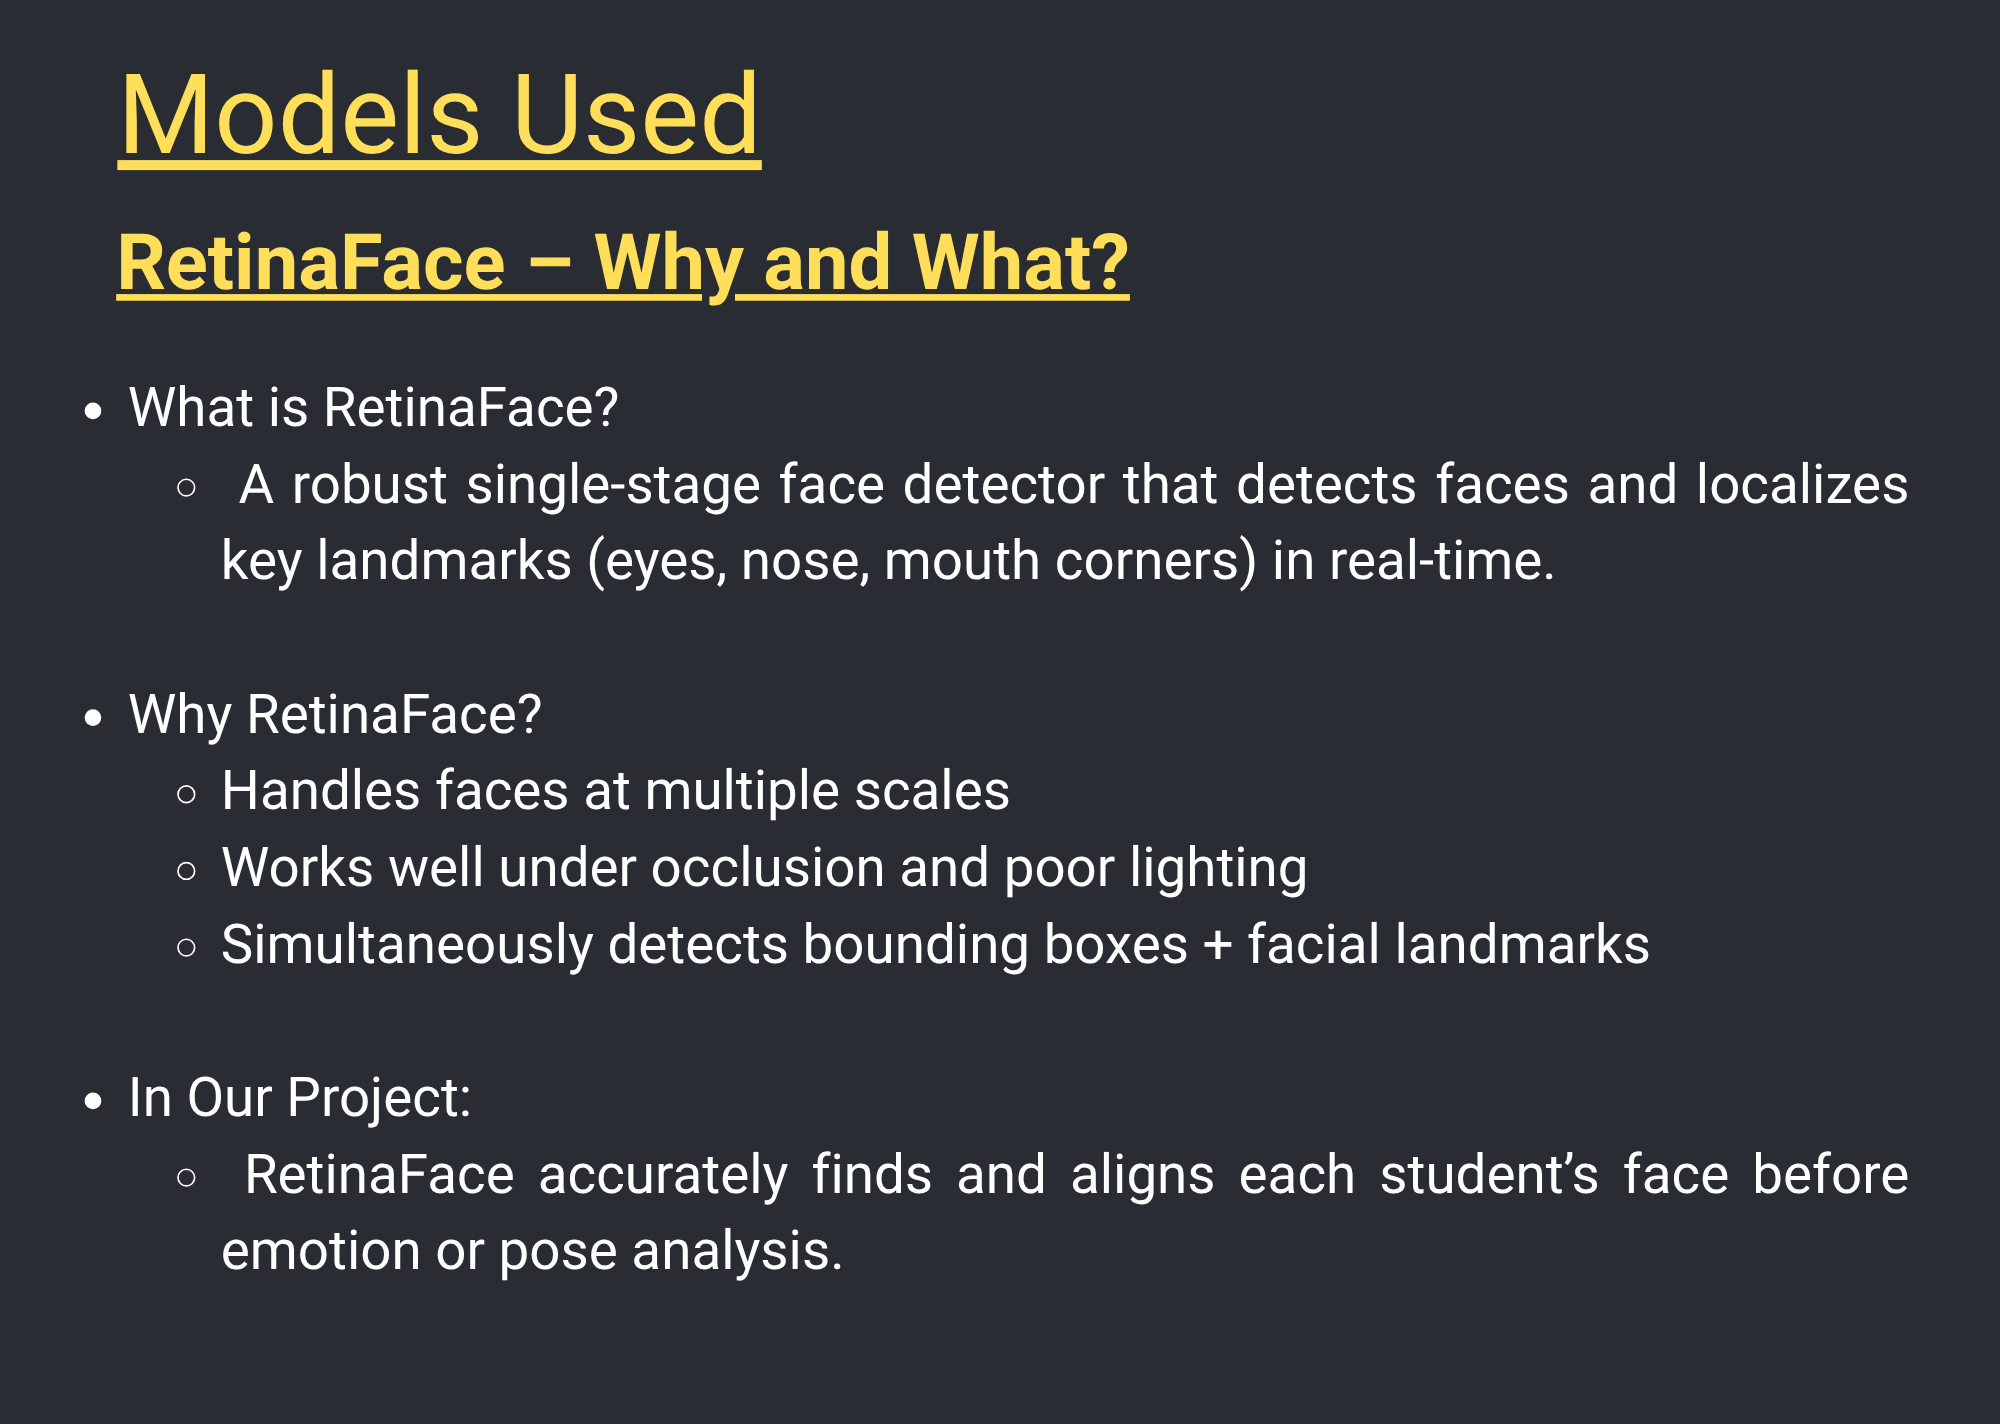 Models Used
RetinaFace – Why and What?
• What is RetinaFace?
○ A robust single-stage face detector that detects faces and localizes
key landmarks (eyes, nose, mouth corners) in real-time.
• Why RetinaFace?
○ Handles faces at multiple scales
○ Works well under occlusion and poor lighting
○ Simultaneously detects bounding boxes + facial landmarks
• In Our Project:
○ RetinaFace accurately finds and aligns each student’s face before
emotion or pose analysis.